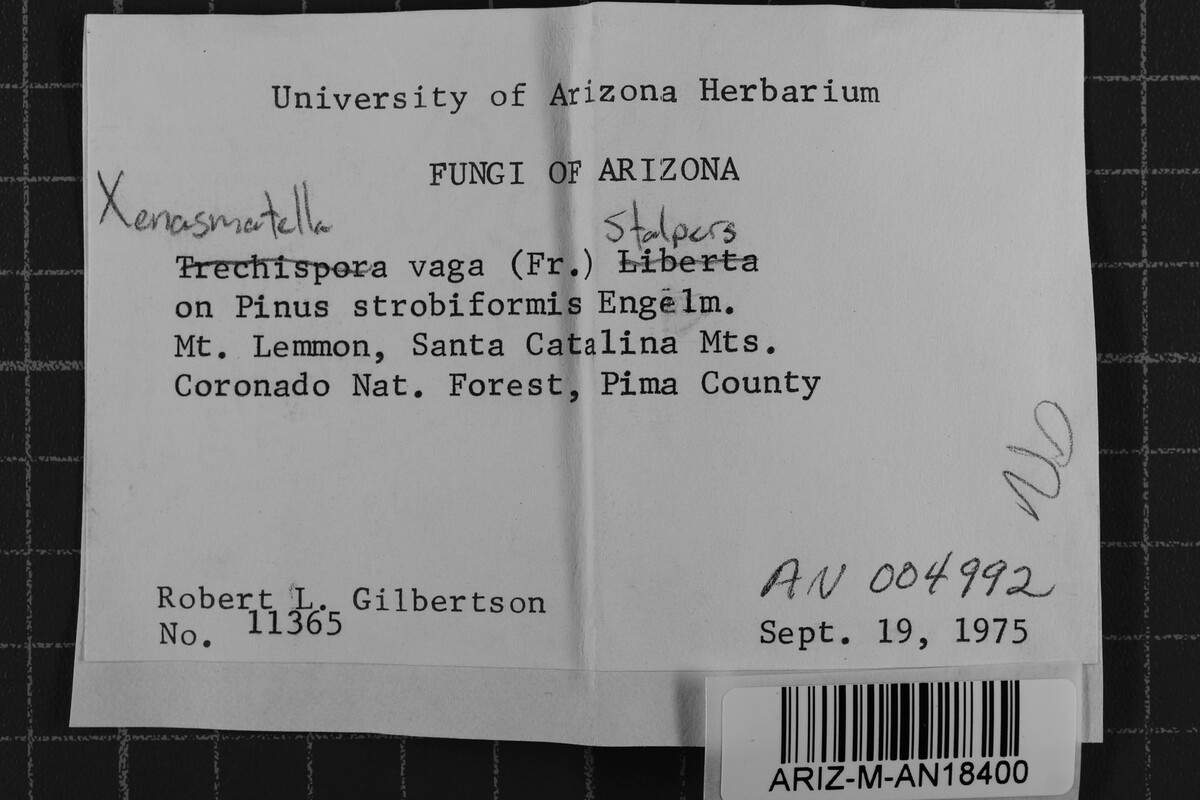 University of Arizona Herbarium
FUNGI OF ARIZONA
Xenasmatella Stalpers
Trechispora vaga (Fr.) Liberta
on Pinus strobiformis Engelm.
Mt. Lemmon, Santa Catalina Mts.
Coronado Nat. Forest, Pima County
No
AN 004992
Robert L. Gilbertson
No. 11365
Sept. 19, 1975
ARIZ-M-AN18400